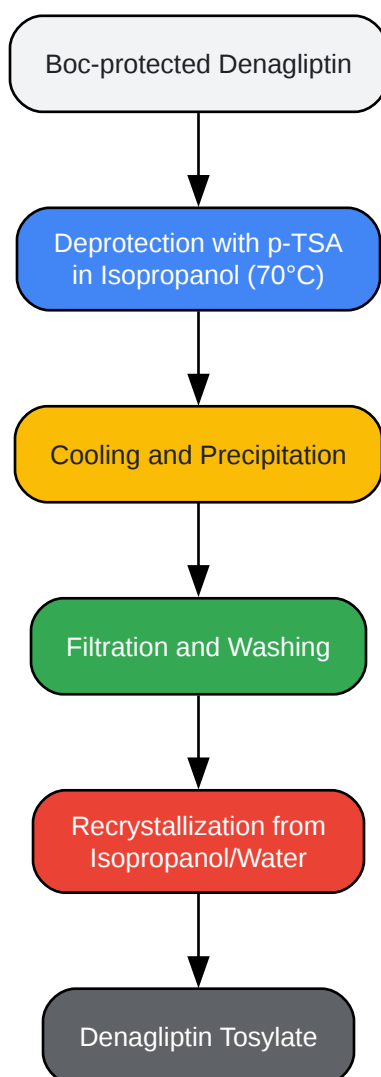 Boc-protected Denagliptin
Deprotection with p-TSA
in Isopropanol (70°C)
Cooling and Precipitation
Filtration and Washing
Recrystallization from
Isopropanol/Water
Denagliptin Tosylate